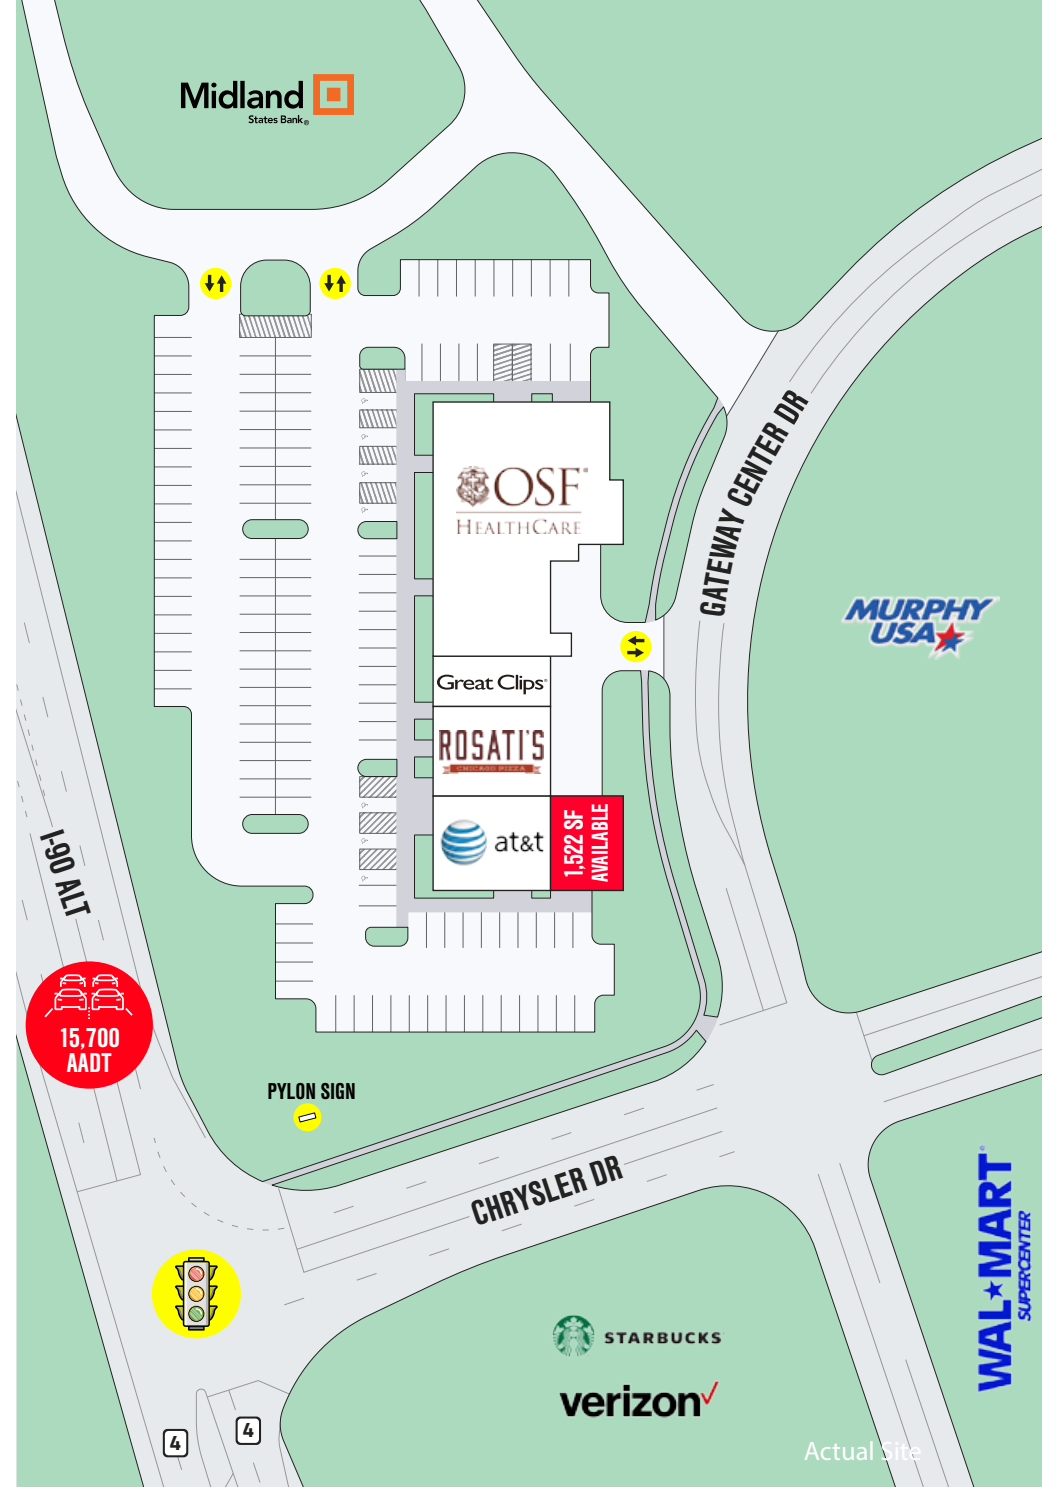 Midland
States Bank®
OSF®
HEALTHCARE
GATEWAY CENTER DR
MURPHY
USA
Great Clips®
ROSATI'S
CHICAGO PIZZA
at&t
1,522 SF
AVAILABLE
I-90 ALT
15,700
AADT
PYLON SIGN
CHRYSLER DR
WAL★MART®
SUPERCENTER
STARBUCKS
verizon✓
4
4
Actual Site